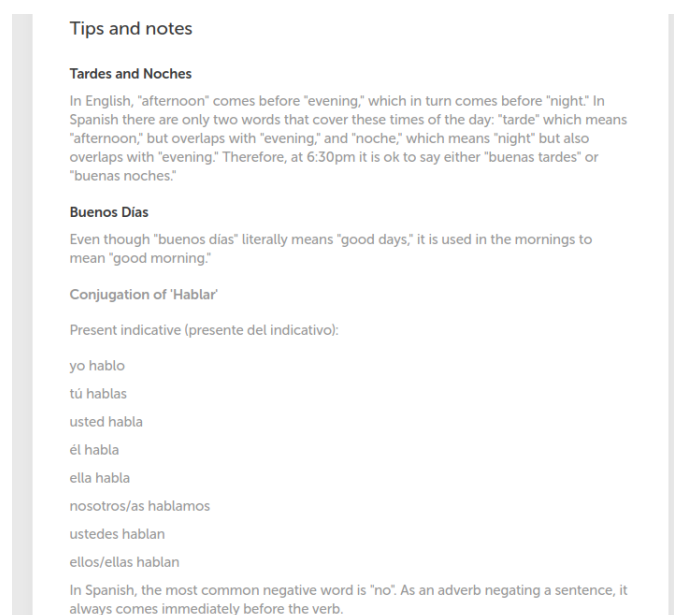 Tips and notes
Tardes and Noches
In English, "afternoon" comes before "evening," which in turn comes before "night." In
Spanish there are only two words that cover these times of the day: "tarde" which means
"afternoon," but overlaps with "evening," and "noche," which means "night" but also
overlaps with "evening." Therefore, at 6:30pm it is ok to say either "buenas tardes" or
"buenas noches."
Buenos Días
Even though "buenos días" literally means "good days," it is used in the mornings to
mean "good morning."
Conjugation of 'Hablar'
Present indicative (presente del indicativo):
yo hablo
tú hablas
usted habla
él habla
ella habla
nosotros/as hablamos
ustedes hablan
ellos/ellas hablan
In Spanish, the most common negative word is "no". As an adverb negating a sentence, it
always comes immediately before the verb.